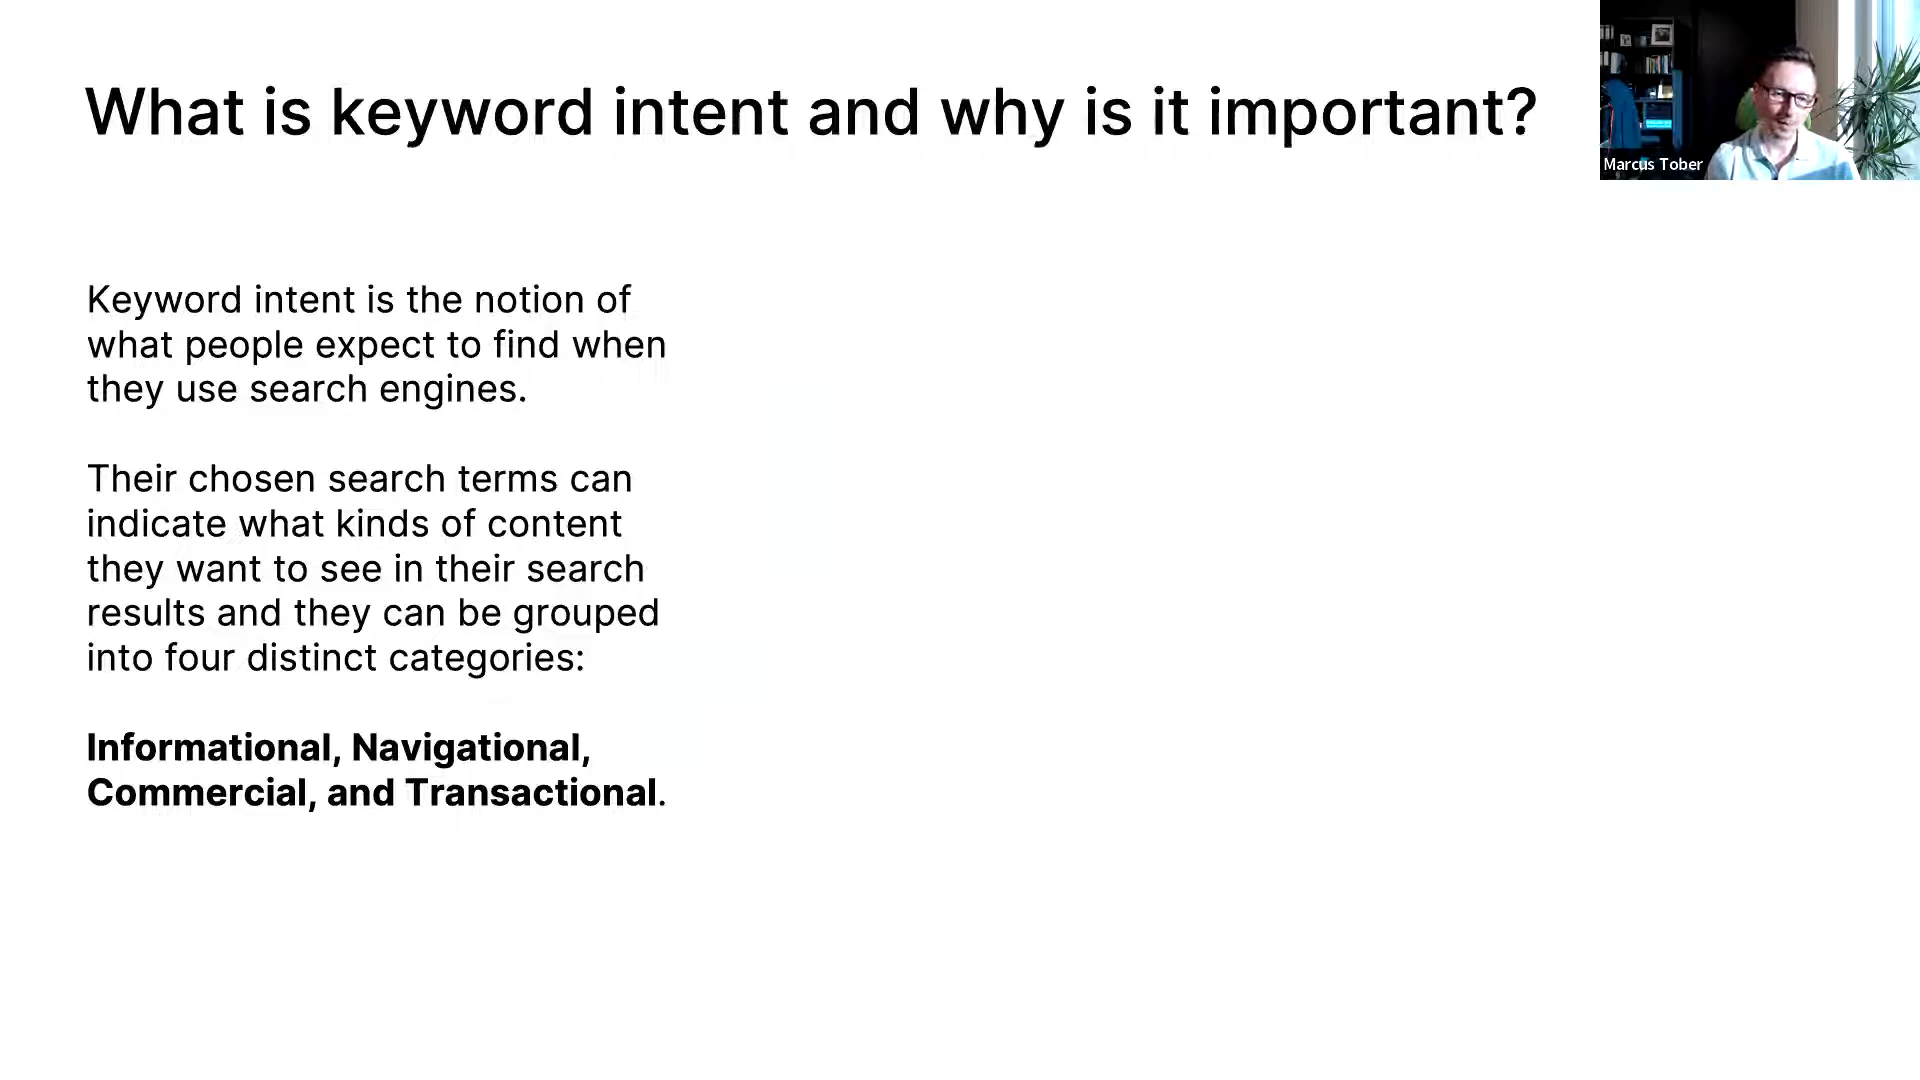 What is keyword intent and why is it important?
Marcus Tober
Keyword intent is the notion of
what people expect to find when
they use search engines.
Their chosen search terms can
indicate what kinds of content
they want to see in their search
results and they can be grouped
into four distinct categories:
Informational, Navigational,
Commercial, and Transactional.